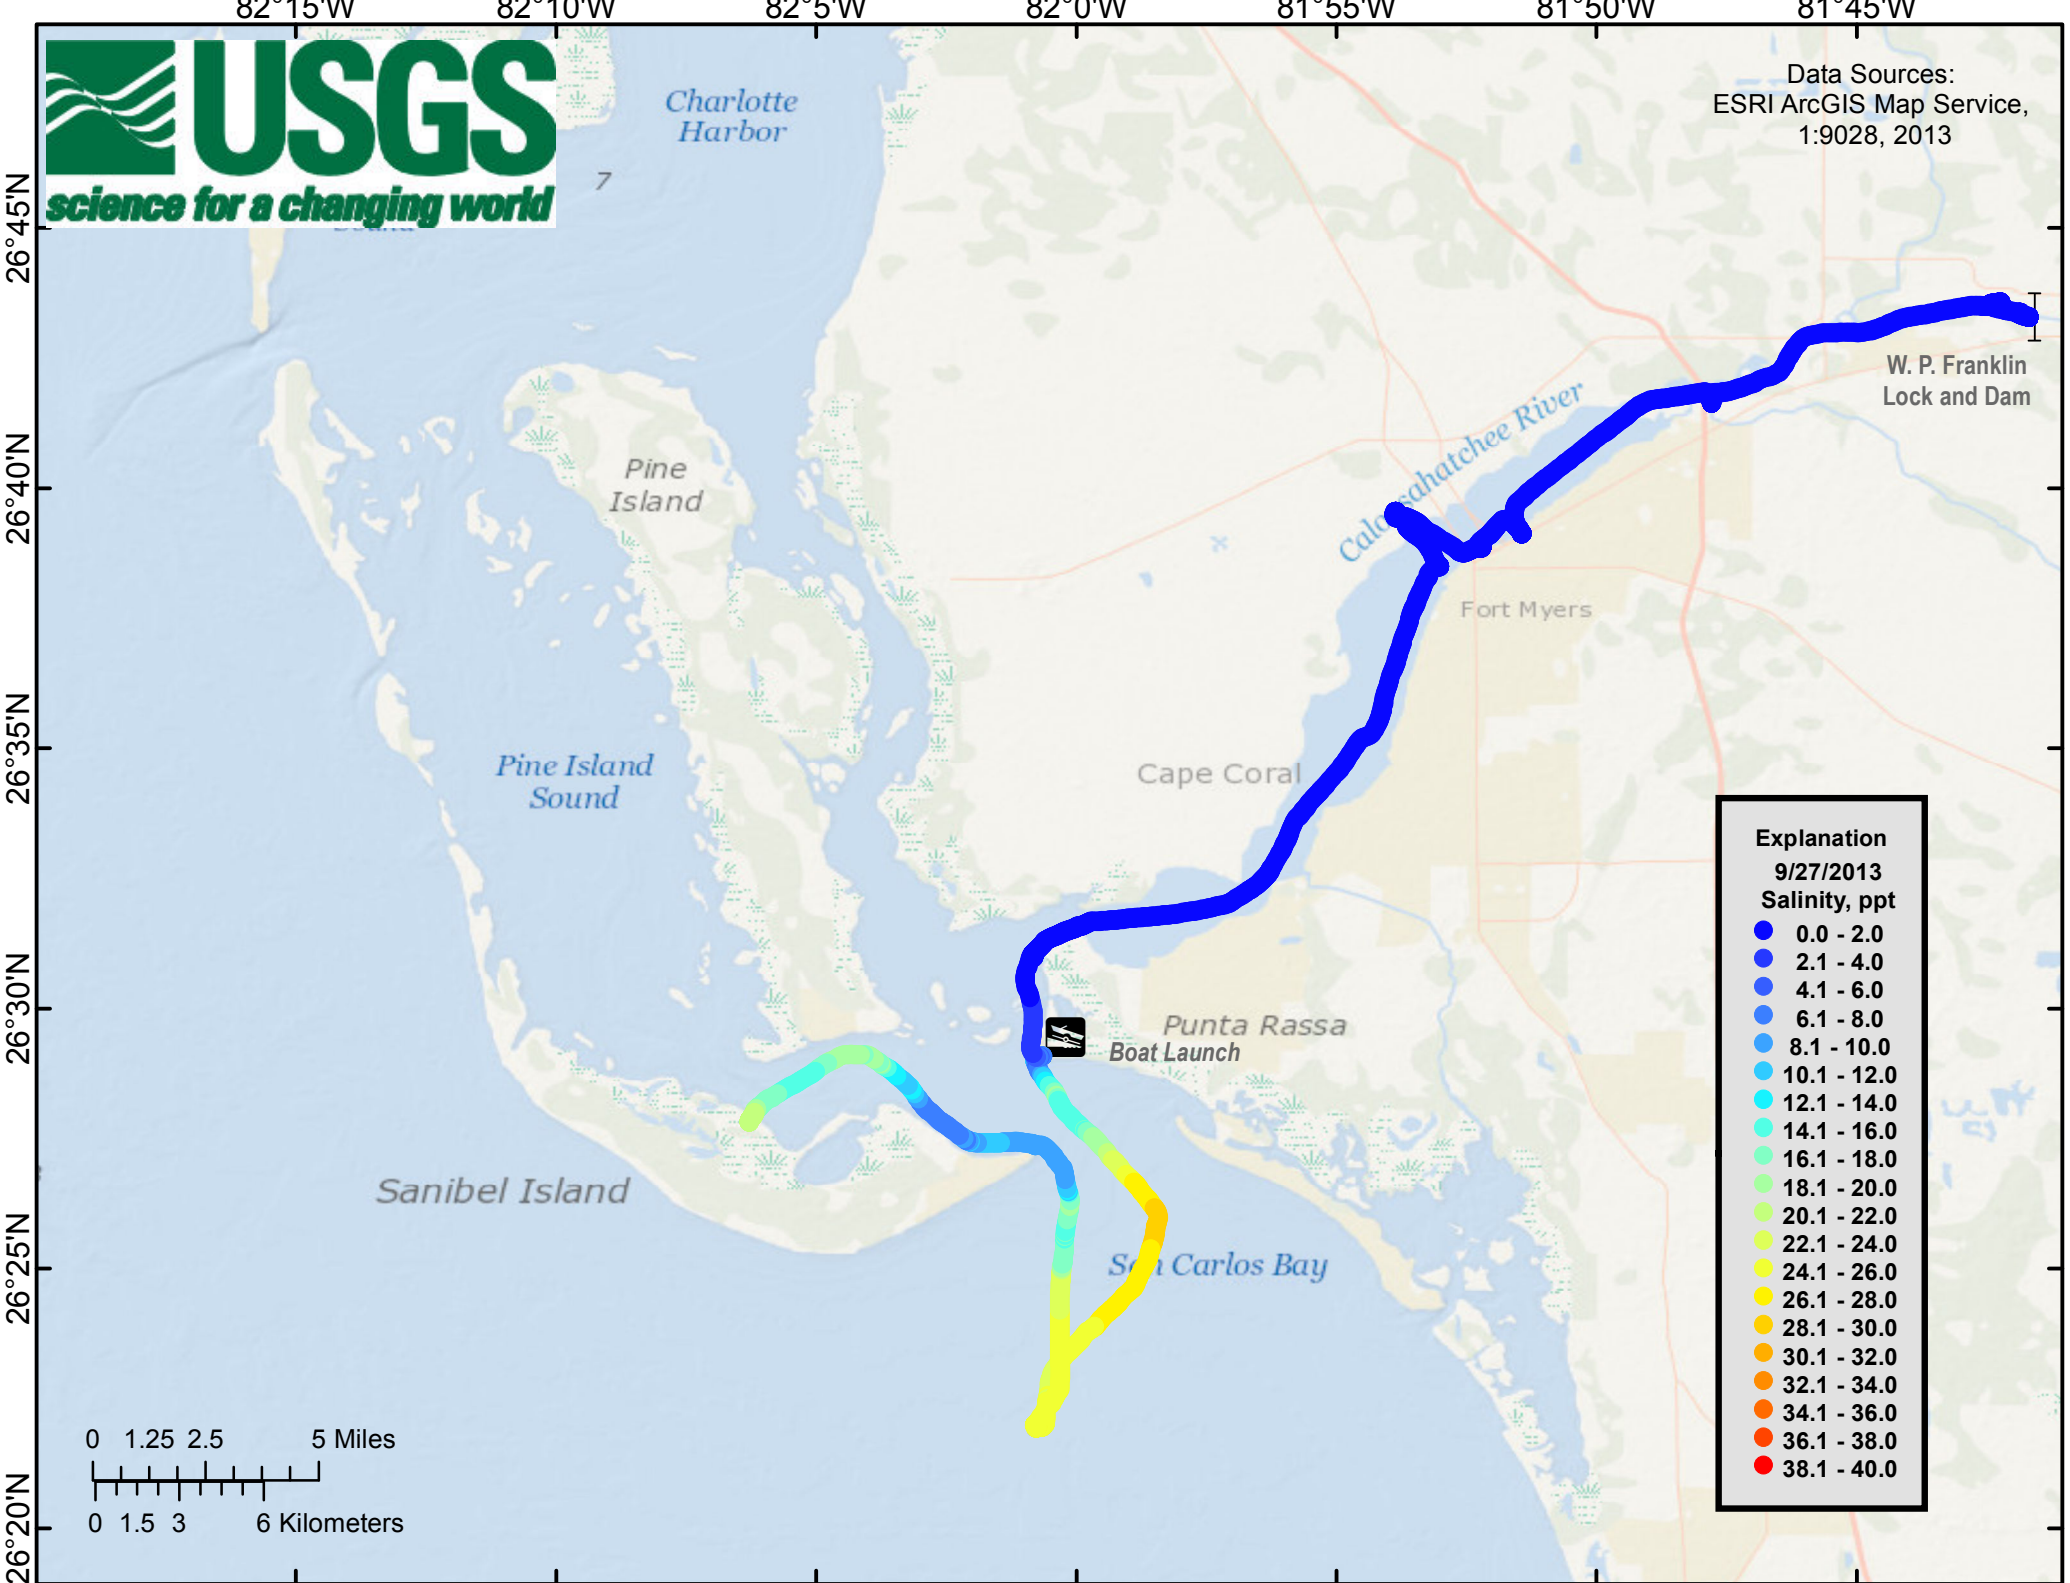 82°15'W 82°10'W 82°5'W 82°0'W 81°55'W 81°50'W 81°45'W
USGS
science for a changing world
Data Sources:
ESRI ArcGIS Map Service,
1:9028, 2013
Charlotte
Harbor
7
26°45'N
26°40'N
26°35'N
26°30'N
26°25'N
26°20'N
W. P. Franklin
Lock and Dam
Pine
Island
Fort Myers
Pine Island
Sound
Cape Coral
Punta Rassa
Boat Launch
Sanibel Island
San Carlos Bay
Explanation
9/27/2013
Salinity, ppt
0.0 - 2.0
2.1 - 4.0
4.1 - 6.0
6.1 - 8.0
8.1 - 10.0
10.1 - 12.0
12.1 - 14.0
14.1 - 16.0
16.1 - 18.0
18.1 - 20.0
20.1 - 22.0
22.1 - 24.0
24.1 - 26.0
26.1 - 28.0
28.1 - 30.0
30.1 - 32.0
32.1 - 34.0
34.1 - 36.0
36.1 - 38.0
38.1 - 40.0
0 1.25 2.5 5 Miles
0 1.5 3 6 Kilometers
Caloosahatchee River